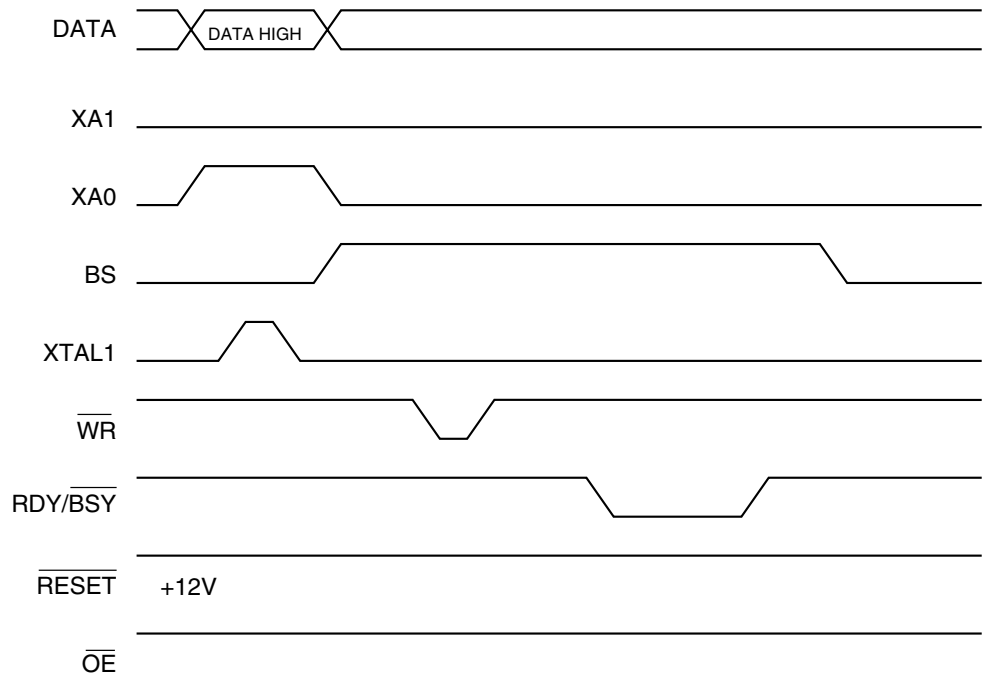 DATA
DATA HIGH
XA1
XA0
BS
XTAL1
WR
RDY/BSY
RESET
+12V
OE